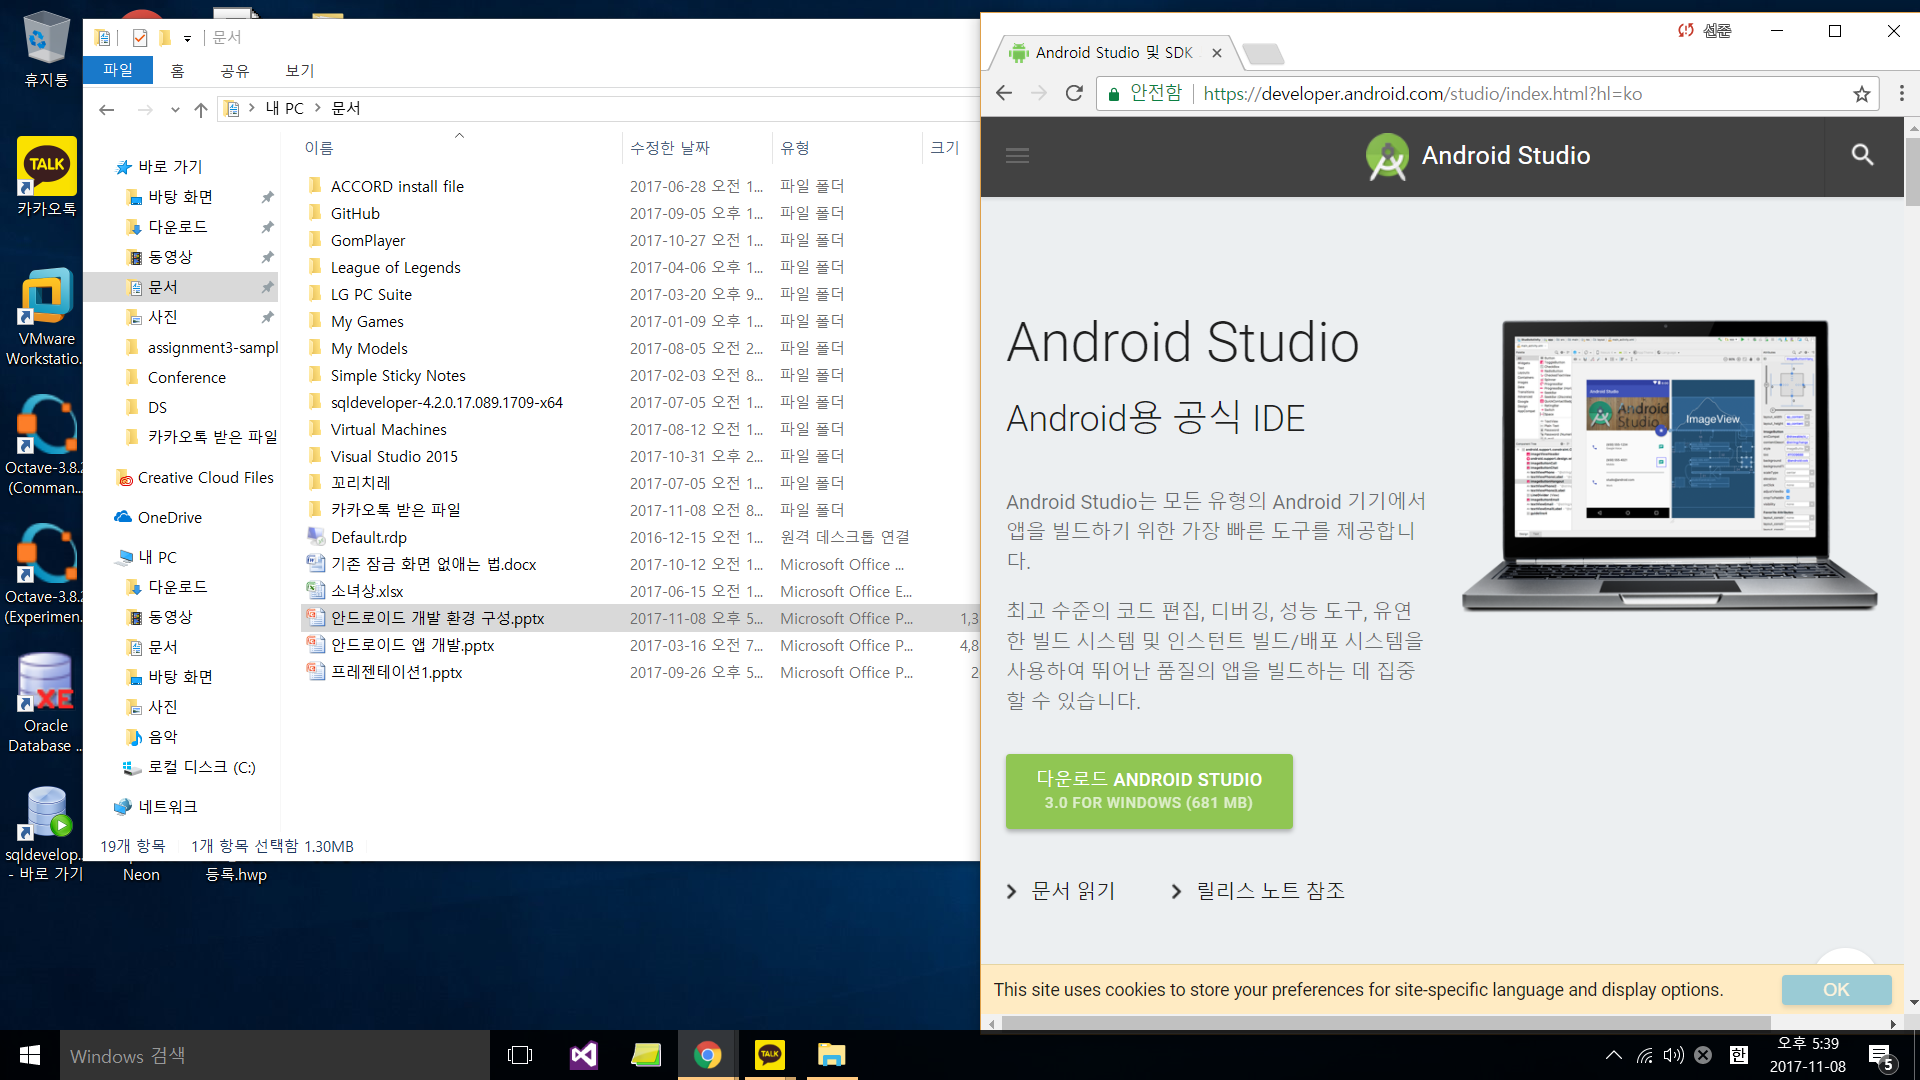 휴지통
카카오톡
VMware
Workstatio...
Octave-3.8.2
(Comman...
Octave-3.8.2
(Experimen...
Oracle
Database ...
sqldevelop...
- 바로 가기
Neon
등록.hwp
문서
파일
홈
공유
보기
내 PC
문서
바로 가기
바탕 화면
다운로드
동영상
문서
사진
assignment3-sampl
Conference
DS
카카오톡 받은 파일
Creative Cloud Files
OneDrive
내 PC
다운로드
동영상
문서
바탕 화면
사진
음악
로컬 디스크 (C:)
네트워크
이름 수정한 날짜 유형 크기
ACCORD install file 2017-06-28 오전 1... 파일 폴더
GitHub 2017-09-05 오후 1... 파일 폴더
GomPlayer 2017-10-27 오전 1... 파일 폴더
League of Legends 2017-04-06 오후 1... 파일 폴더
LG PC Suite 2017-03-20 오후 9... 파일 폴더
My Games 2017-01-09 오후 1... 파일 폴더
My Models 2017-08-05 오전 2... 파일 폴더
Simple Sticky Notes 2017-02-03 오전 8... 파일 폴더
sqldeveloper-4.2.0.17.089.1709-x64 2017-07-05 오전 1... 파일 폴더
Virtual Machines 2017-08-12 오전 1... 파일 폴더
Visual Studio 2015 2017-10-31 오후 2... 파일 폴더
꼬리치레 2017-07-05 오전 1... 파일 폴더
카카오톡 받은 파일 2017-11-08 오전 8... 파일 폴더
Default.rdp 2016-12-15 오전 1... 원격 데스크톱 연결
기존 잠금 화면 없애는 법.docx 2017-10-12 오전 1... Microsoft Office ...
소녀상.xlsx 2017-06-15 오전 1... Microsoft Office E...
안드로이드 개발 환경 구성.pptx 2017-11-08 오후 5... Microsoft Office P... 1,3
안드로이드 앱 개발.pptx 2017-03-16 오전 7... Microsoft Office P... 4,8
프레젠테이션1.pptx 2017-09-26 오후 5... Microsoft Office P... 2
19개 항목 1개 항목 선택함 1.30MB
선준
Android Studio 및 SDK
안전함 https://developer.android.com/studio/index.html?hl=ko
Android Studio
Android Studio
Android용 공식 IDE
Android Studio는 모든 유형의 Android 기기에서
앱을 빌드하기 위한 가장 빠른 도구를 제공합니
다.
최고 수준의 코드 편집, 디버깅, 성능 도구, 유연
한 빌드 시스템 및 인스턴트 빌드/배포 시스템을
사용하여 뛰어난 품질의 앱을 빌드하는 데 집중
할 수 있습니다.
ImageView
다운로드 ANDROID STUDIO
3.0 FOR WINDOWS (681 MB)
문서 읽기
릴리스 노트 참조
This site uses cookies to store your preferences for site-specific language and display options.
OK
Windows 검색
TALK
한
오후 5:39
2017-11-08
5